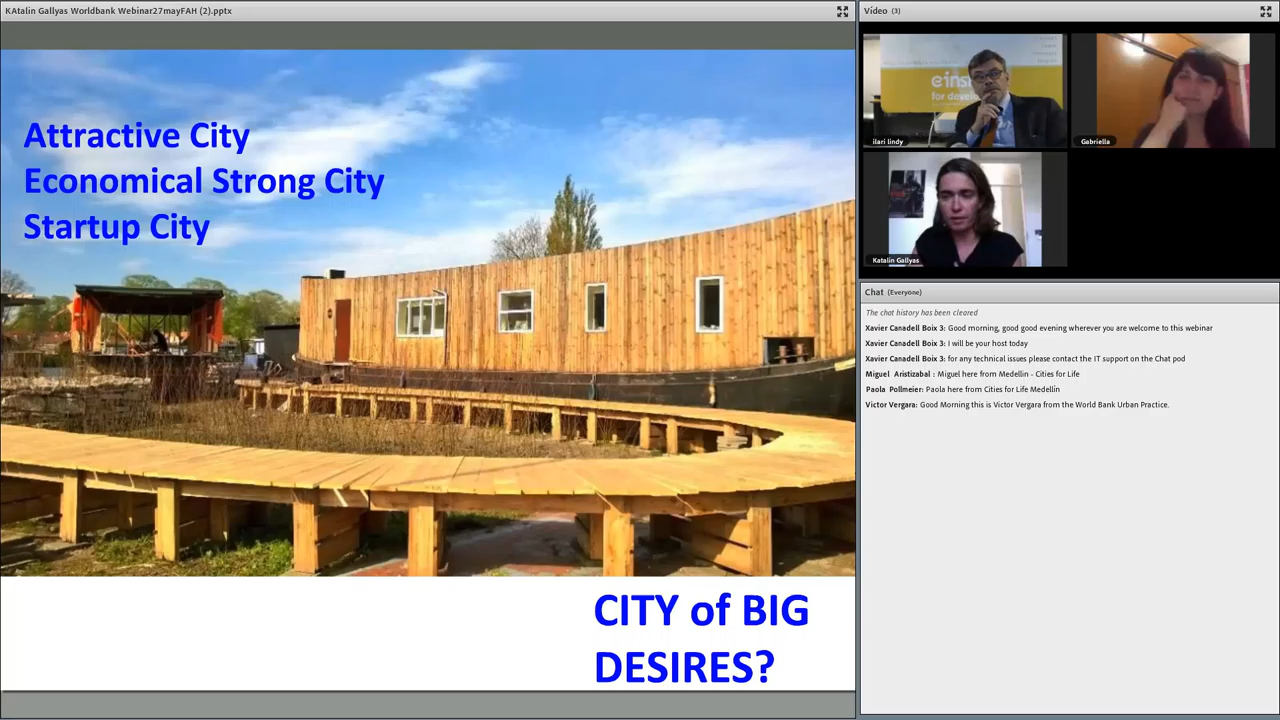 KAtalin Gallyas Worldbank Webinar27mayFAH (2).pptx
Attractive City
Economical Strong City
Startup City
CITY of BIG
DESIRES?
Vídeo (3)
for develo
ilari lindy
Gabriella
Katalin Gallyas
Chat (Everyone)
The chat history has been cleared
Xavier Canadell Boix 3: Good morning, good good evening wherever you are welcome to this webinar
Xavier Canadell Boix 3: I will be your host today
Xavier Canadell Boix 3: for any technical issues please contact the IT support on the Chat pod
Miguel Aristizabal : Miguel here from Medellin - Cities for Life
Paola Pollmeier: Paola here from Cities for Life Medellín
Victor Vergara: Good Morning this is Victor Vergara from the World Bank Urban Practice.